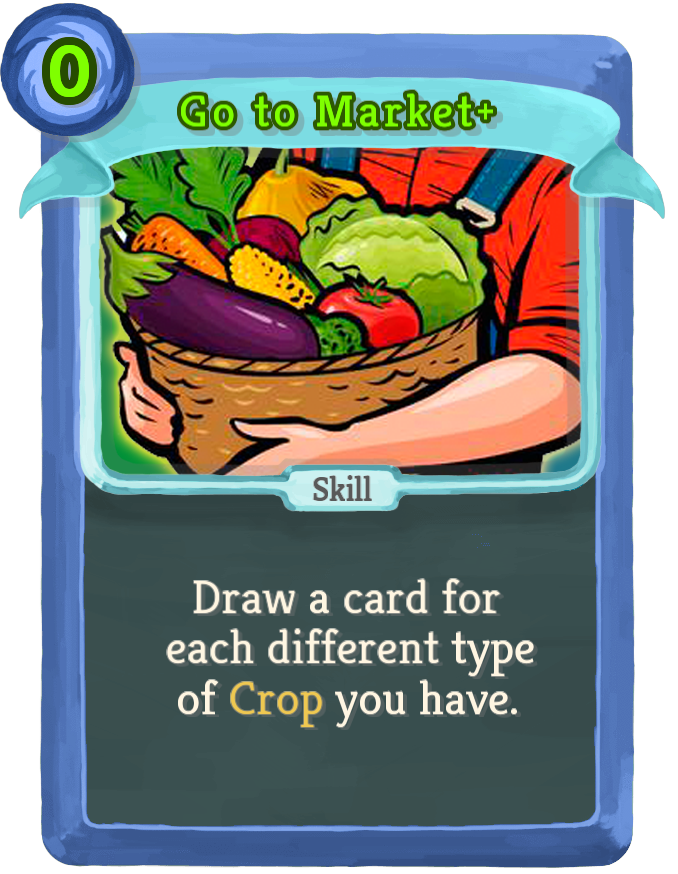 0
Go to Market+
Skill
Draw a card for
each different type
of Crop you have.